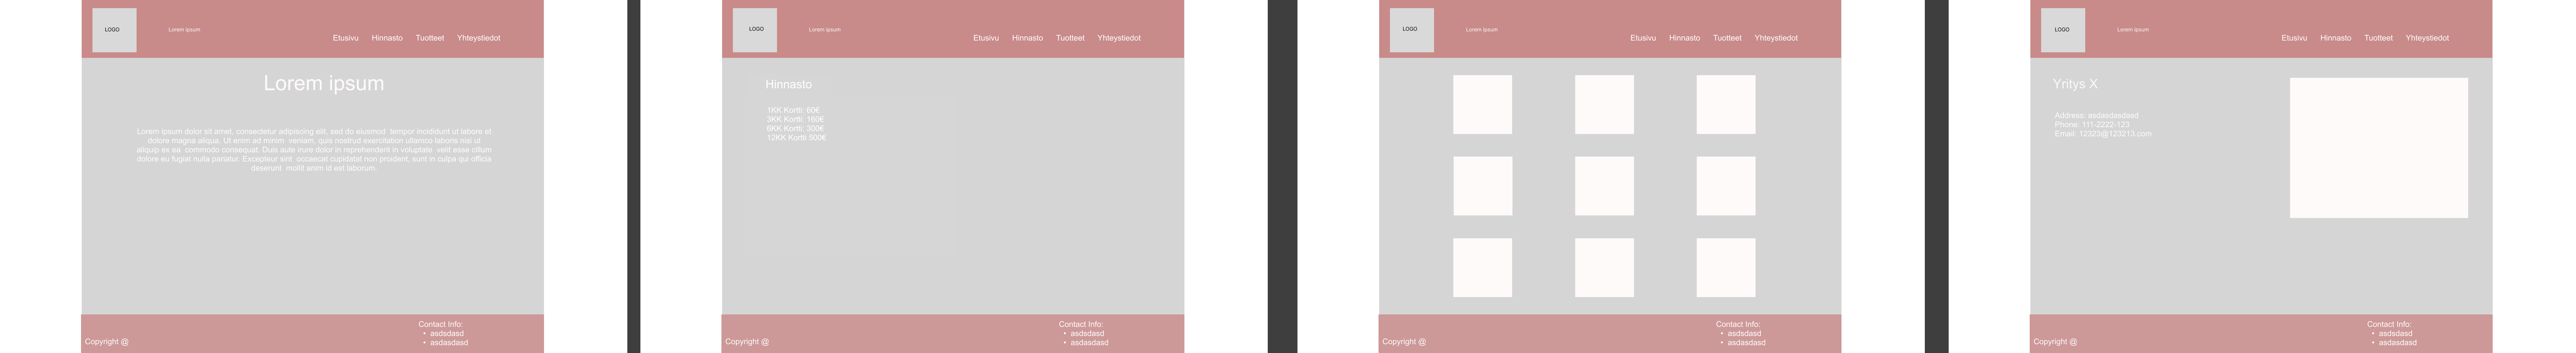 LOGO
Lorem ipsum
Etusivu Hinnasto Tuotteet Yhteystiedot
Lorem ipsum
Lorem ipsum dolor sit amet, consectetur adipiscing elit, sed do eiusmod tempor incididunt ut labore et
dolore magna aliqua. Ut enim ad minim veniam, quis nostrud exercitation ullamco laboris nisi ut
aliquip ex ea commodo consequat. Duis aute irure dolor in reprehenderit in voluptate velit esse cillum
dolore eu fugiat nulla pariatur. Excepteur sint occaecat cupidatat non proident, sunt in culpa qui officia
deserunt mollit anim id est laborum.
Contact Info:
• asdsdasd
• asdasdasd
Copyright @
LOGO
Lorem ipsum
Etusivu Hinnasto Tuotteet Yhteystiedot
Hinnasto
1KK Kortti: 60€
3KK Kortti: 160€
6KK Kortti: 300€
12KK Kortti 500€
Contact Info:
• asdsdasd
• asdasdasd
Copyright @
LOGO
Lorem ipsum
Etusivu Hinnasto Tuotteet Yhteystiedot
Contact Info:
• asdsdasd
• asdasdasd
Copyright @
LOGO
Lorem ipsum
Etusivu Hinnasto Tuotteet Yhteystiedot
Yritys X
Address: asdasdasdasd
Phone: 111-2222-123
Email: 12323@123213.com
Contact Info:
• asdsdasd
• asdasdasd
Copyright @